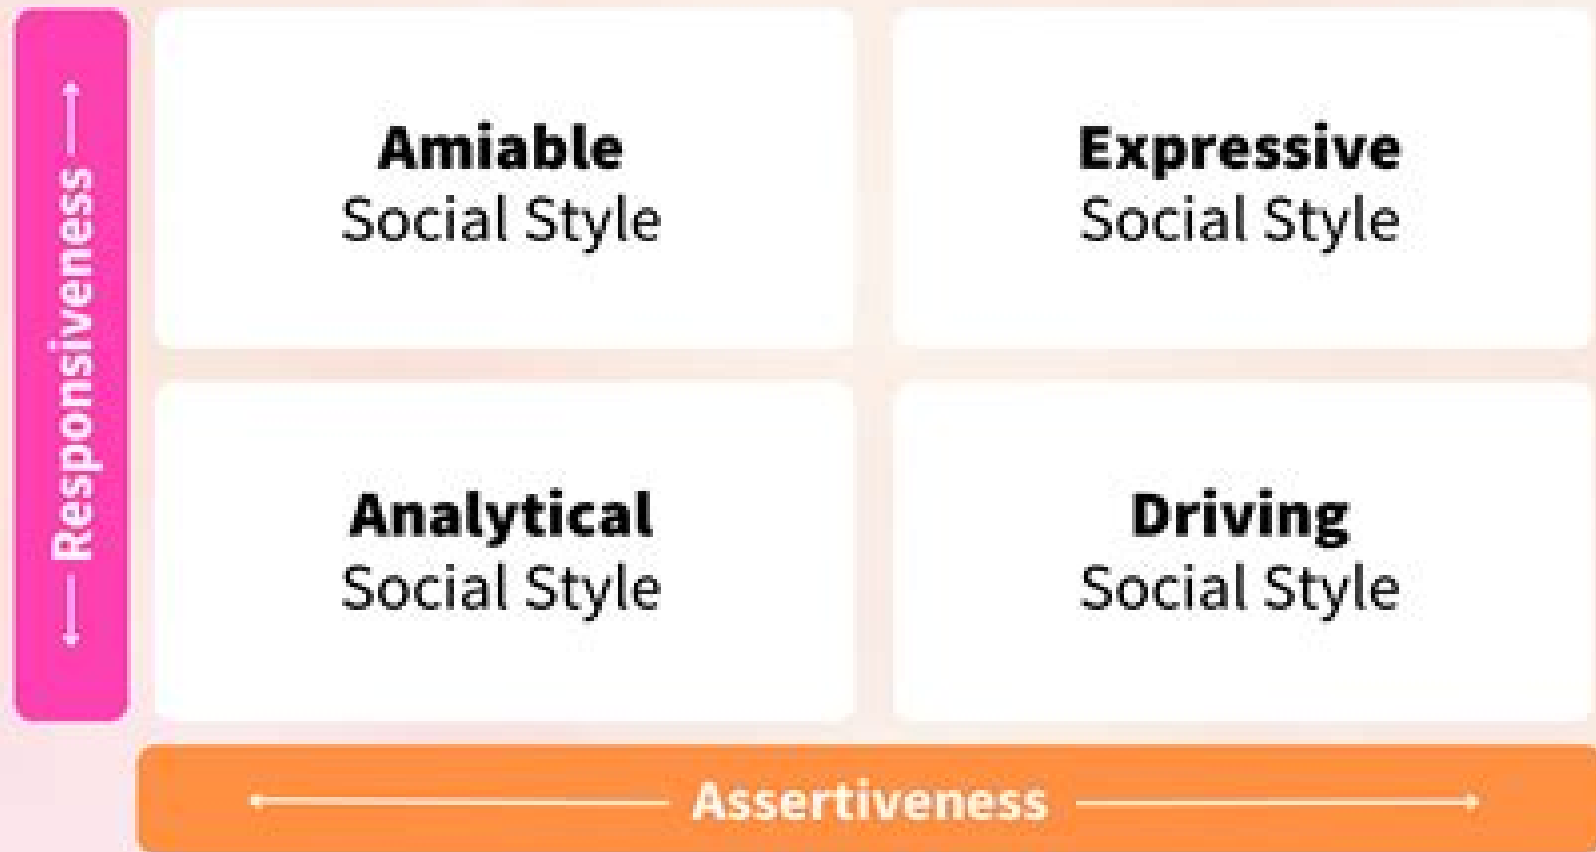 Responsiveness
Amiable
Social Style
Expressive
Social Style
Analytical
Social Style
Driving
Social Style
Assertiveness